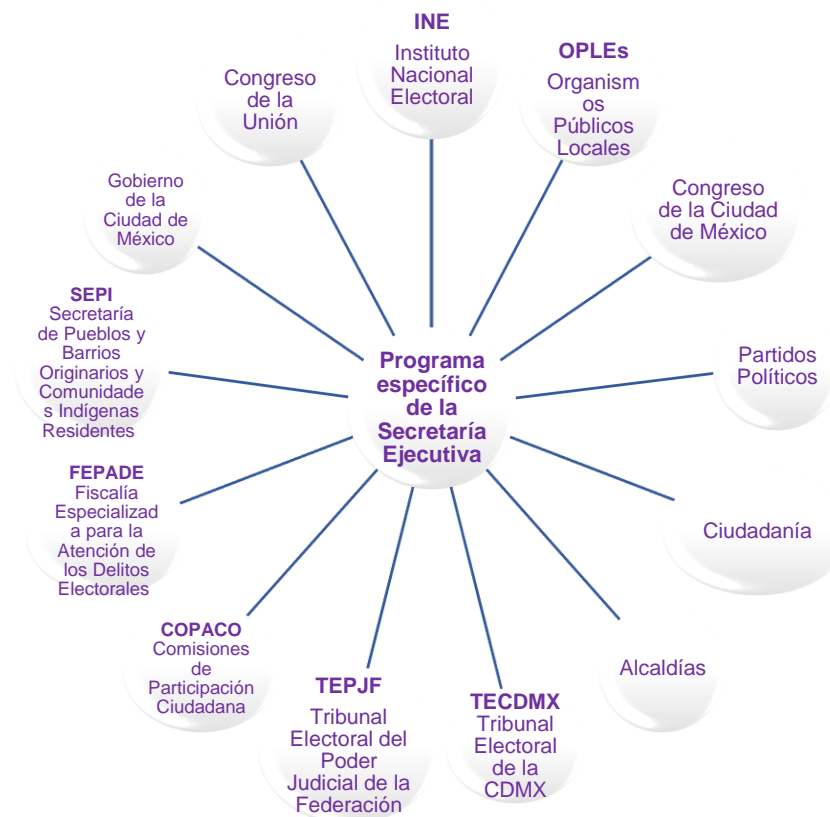 INE
Instituto
Nacional
Electoral
OPLEs
Organism
os
Públicos
Locales
Congreso
de la Ciudad
de México
Partidos
Políticos
Ciudadanía
Alcaldías
TECDMX
Tribunal
Electoral
de la
CDMX
TEPJF
Tribunal
Electoral del
Poder
Judicial de la
Federación
COPACO
Comisiones
de
Participación
Ciudadana
FEPADE
Fiscalía
Especializad
a para la
Atención de
los Delitos
Electorales
SEPI
Secretaría
de Pueblos y
Barrios
Originarios y
Comunidade
s Indígenas
Residentes
Gobierno
de la
Ciudad de
México
Congreso
de la
Unión
Programa
específico
de la
Secretaría
Ejecutiva